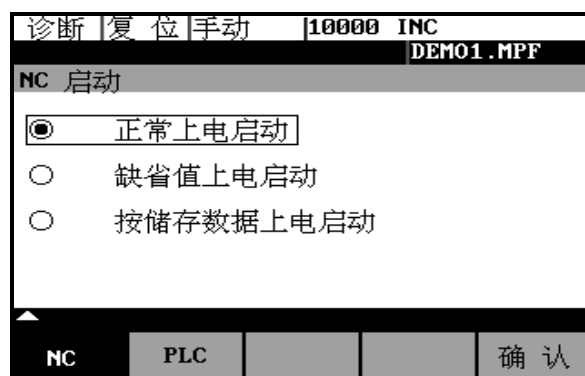 诊断 复 位 手动 10000 INC
DEMO1.MPF
NC 启动
正常上电启动
缺省值上电启动
按储存数据上电启动
NC PLC 确 认